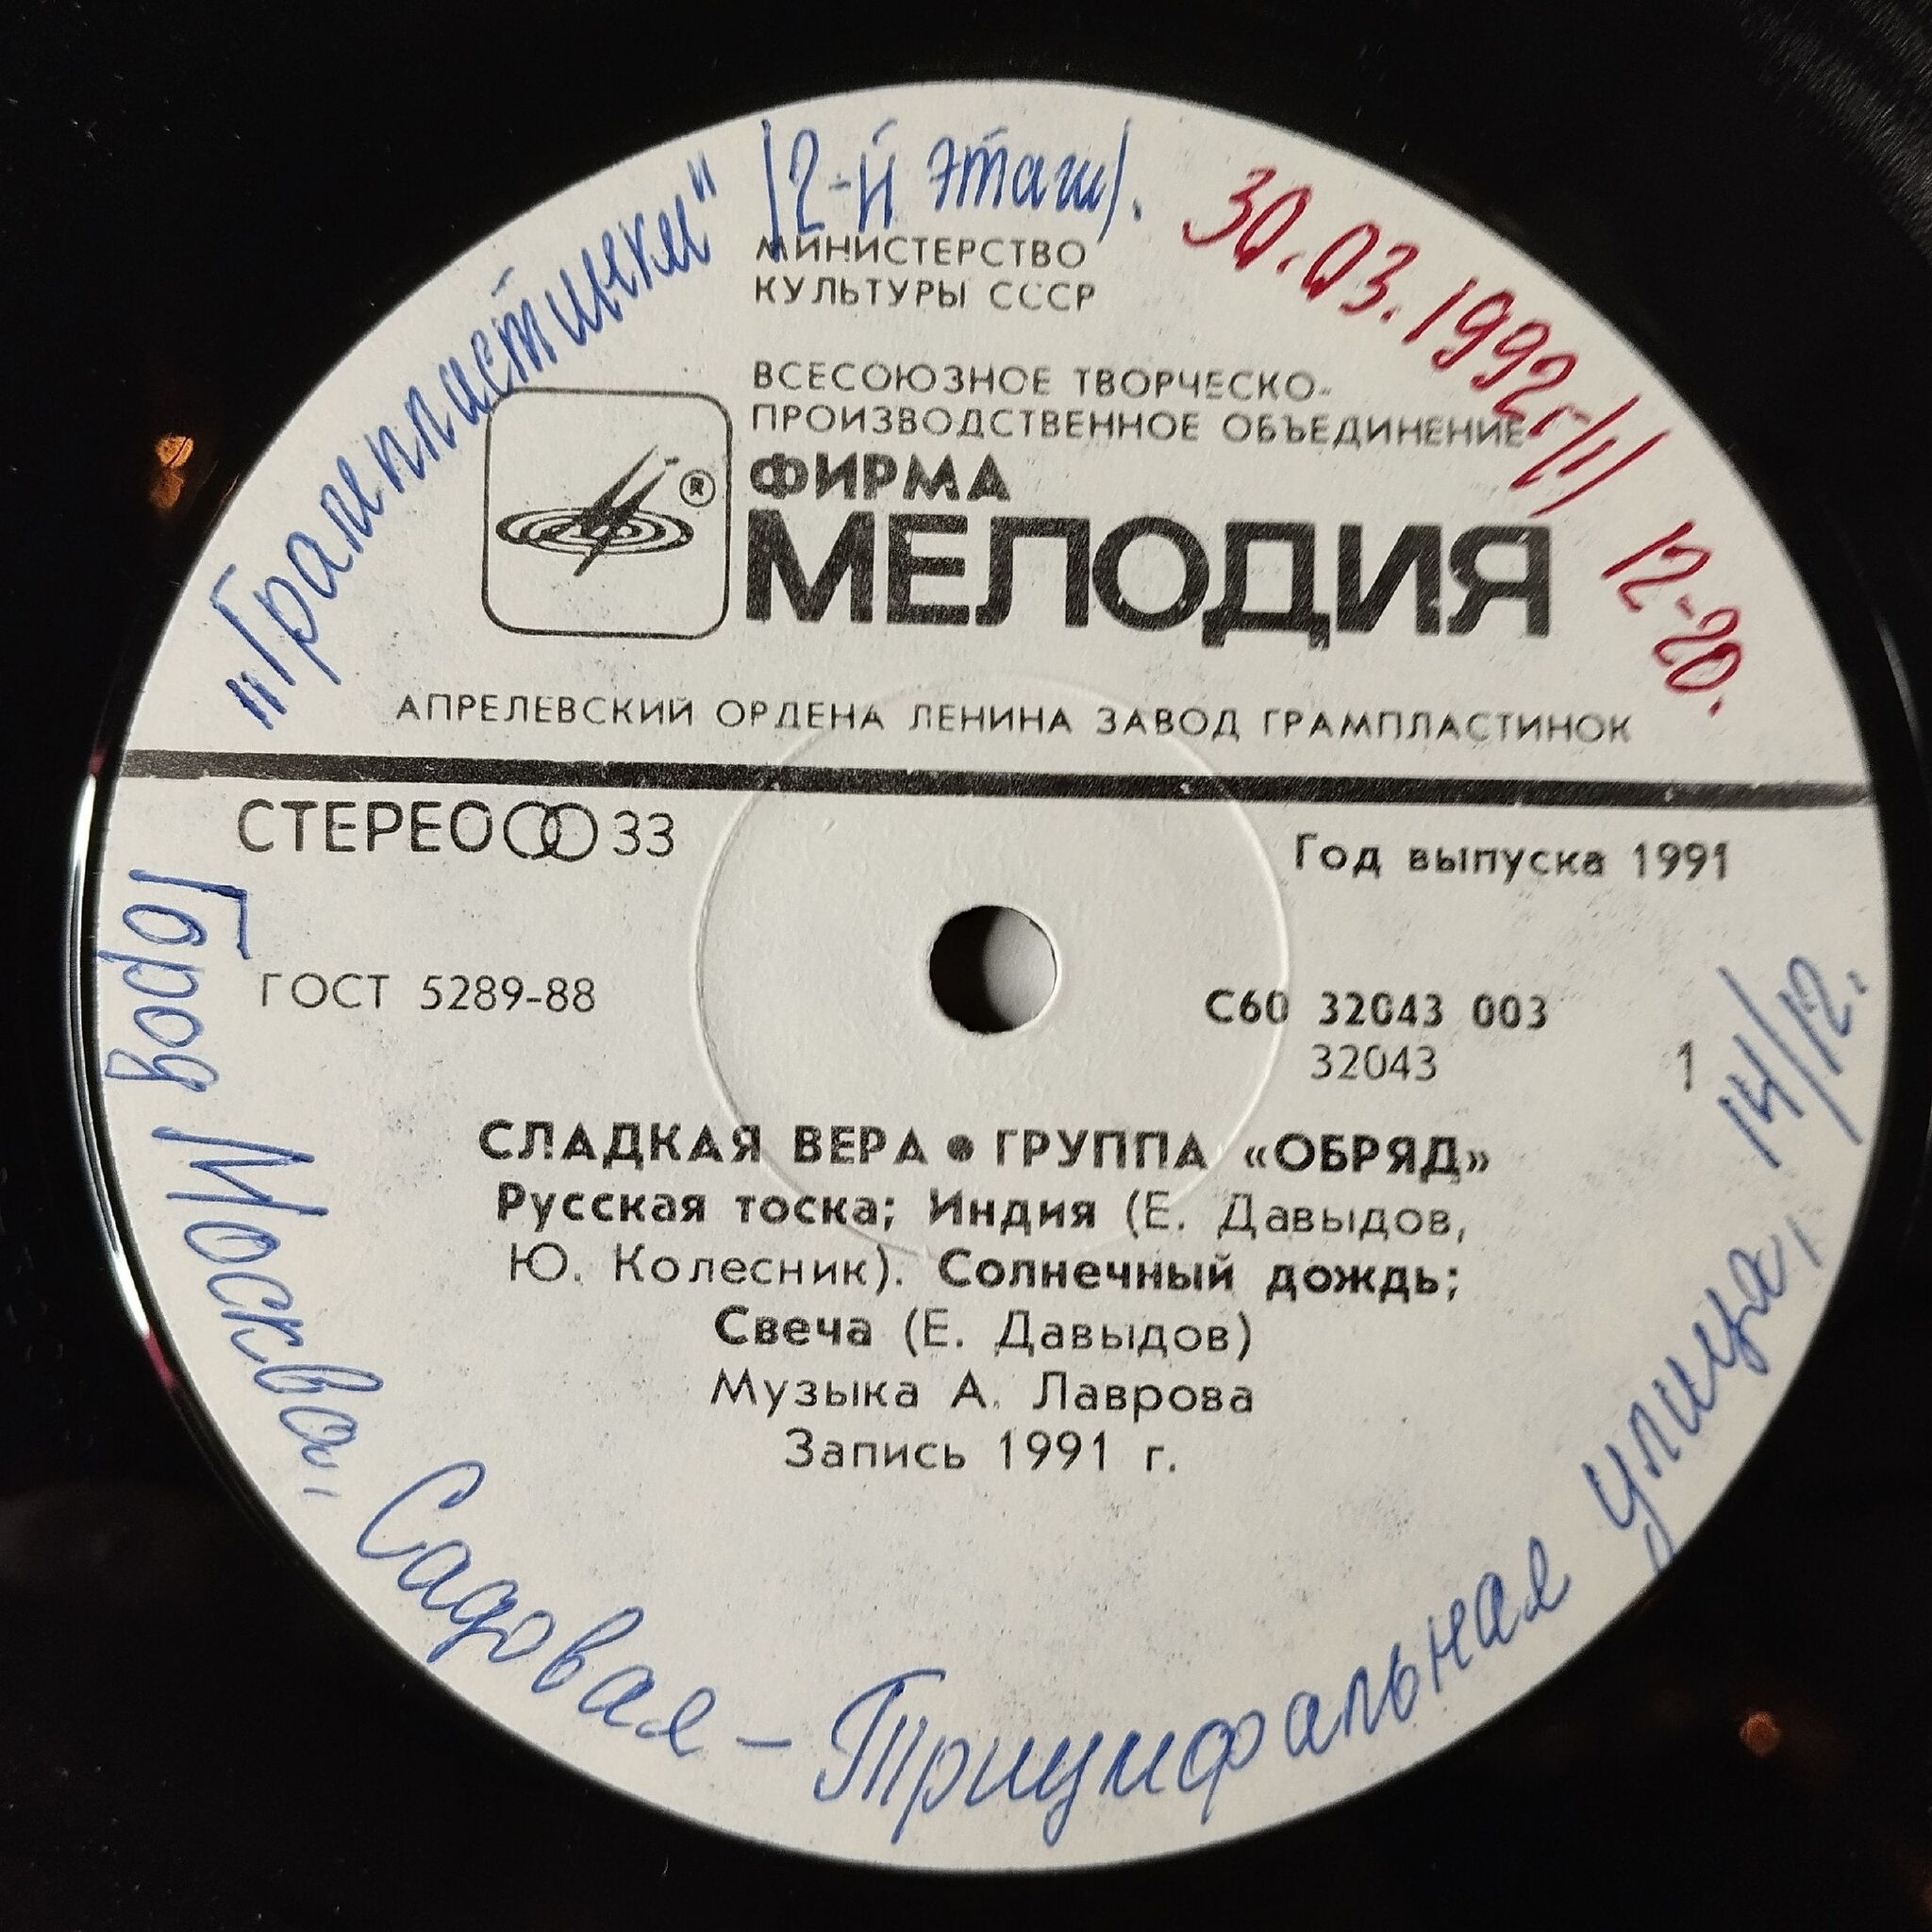 „Грампластинки" (2-й этаж).
30.03.1992г. (1) 12-20.
МИНИСТЕРСТВО
КУЛЬТУРЫ СССР
ВСЕСОЮЗНОЕ ТВОРЧЕСКО-
ПРОИЗВОДСТВЕННОЕ ОБЪЕДИНЕНИЕ
®
ФИРМА
МЕЛОДИЯ
АПРЕЛЕВСКИЙ ОРДЕНА ЛЕНИНА ЗАВОД ГРАМПЛАСТИНОК
СТЕРЕО 33
Год выпуска 1991
ГОСТ 5289-88
С60 32043 003
32043
1
СЛАДКАЯ ВЕРА ● ГРУППА «ОБРЯД»
Русская тоска; Индия (Е. Давыдов,
Ю. Колесник). Солнечный дождь;
Свеча (Е. Давыдов)
Музыка А. Лаврова
Запись 1991 г.
Москва, Садовая - Триумфальная улица, 14/12.